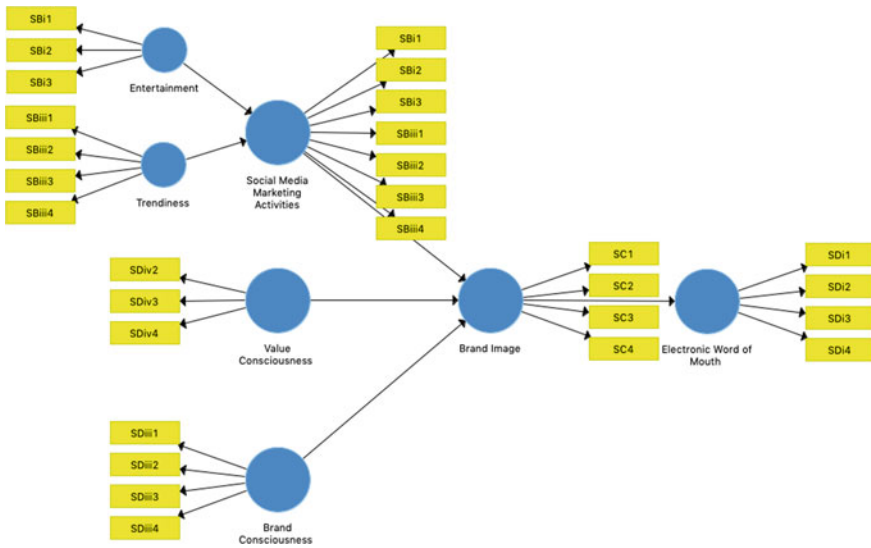 SBi1
SBi2
SBi3
Entertainment
SBiii1
SBiii2
SBiii3
SBiii4
Trendiness
Social Media
Marketing
Activities
SBi1
SBi2
SBi3
SBiii1
SBiii2
SBiii3
SBiii4
SDiv2
SDiv3
SDiv4
Value
Consciousness
Brand Image
SC1
SC2
SC3
SC4
Electronic Word of
Mouth
SDi1
SDi2
SDi3
SDi4
SDiii1
SDiii2
SDiii3
SDiii4
Brand
Consciousness